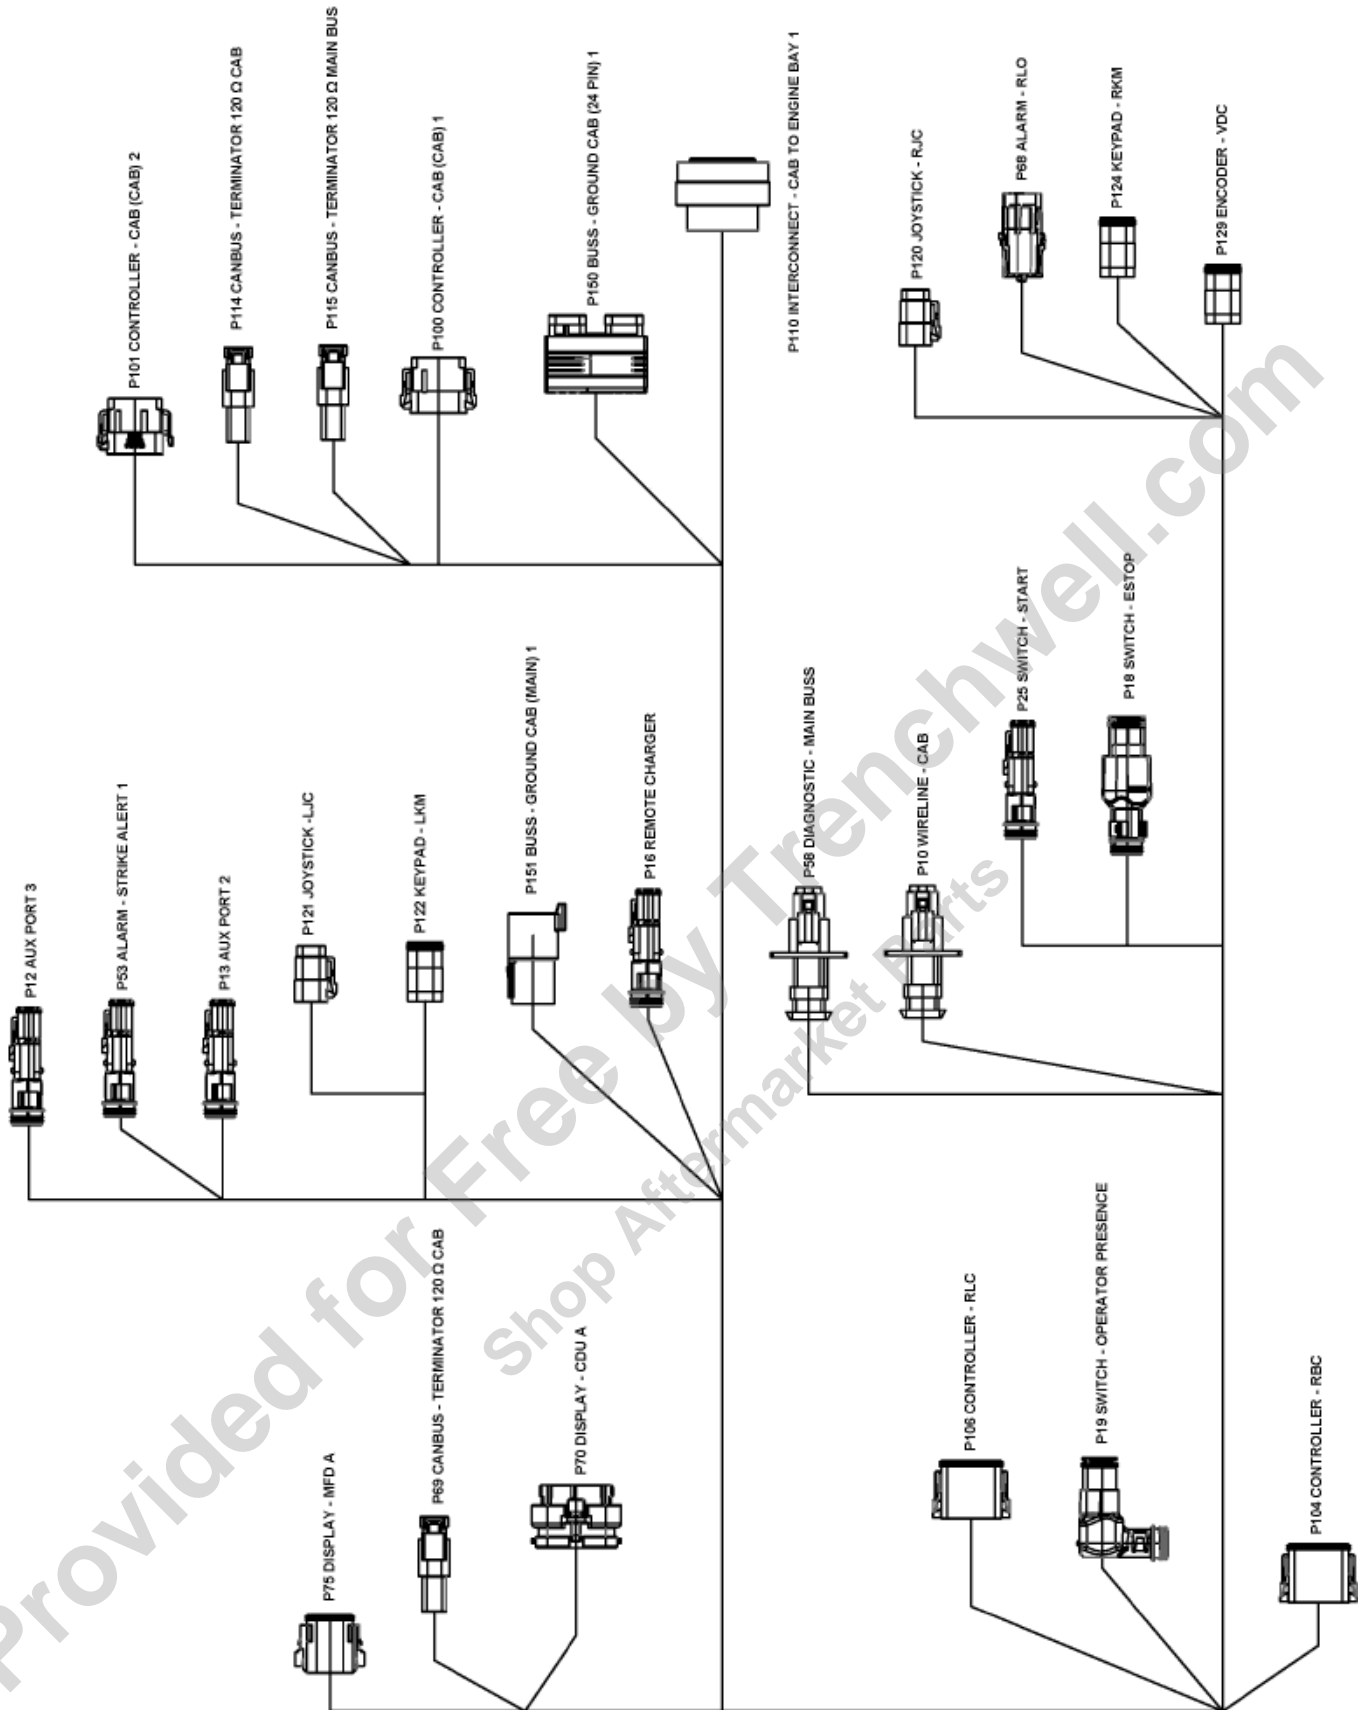 P101 CONTROLLER - CAB (CAB) 2
P114 CANBUS - TERMINATOR 120 Ω CAB
P115 CANBUS - TERMINATOR 120 Ω MAIN BUS
P100 CONTROLLER - CAB (CAB) 1
P150 BUSS - GROUND CAB (24 PIN) 1
P110 INTERCONNECT - CAB TO ENGINE BAY 1
P120 JOYSTICK - RJC
P68 ALARM - RLO
P124 KEYPAD - RKM
P129 ENCODER - VDC
P12 AUX PORT 3
P53 ALARM - STRIKE ALERT 1
P13 AUX PORT 2
P121 JOYSTICK -LJC
P122 KEYPAD - LKM
P151 BUSS - GROUND CAB (MAIN) 1
P16 REMOTE CHARGER
P58 DIAGNOSTIC - MAIN BUSS
P10 WIRELINE - CAB
P25 SWITCH - START
P18 SWITCH - ESTOP
P75 DISPLAY - MFD A
P69 CANBUS - TERMINATOR 120 Ω CAB
P70 DISPLAY - CDU A
P106 CONTROLLER - RLC
P19 SWITCH - OPERATOR PRESENCE
P104 CONTROLLER - RBC
Provided for Free by Trenchwell.com
Shop Aftermarket Parts